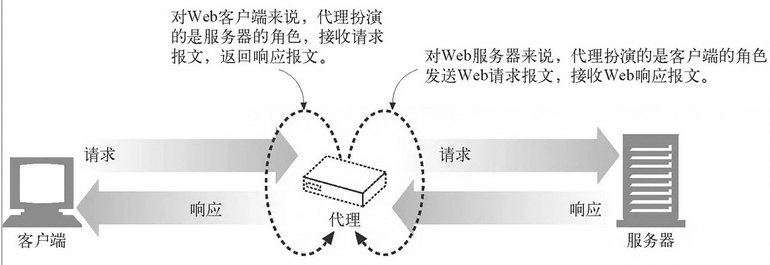 对Web客户端来说，代理扮演
的是服务器的角色，接收请求
报文，返回响应报文。
对Web服务器来说，代理扮演的是客户端的角色
发送Web请求报文，接收Web响应报文。
请求
请求
响应
响应
代理
客户端
服务器